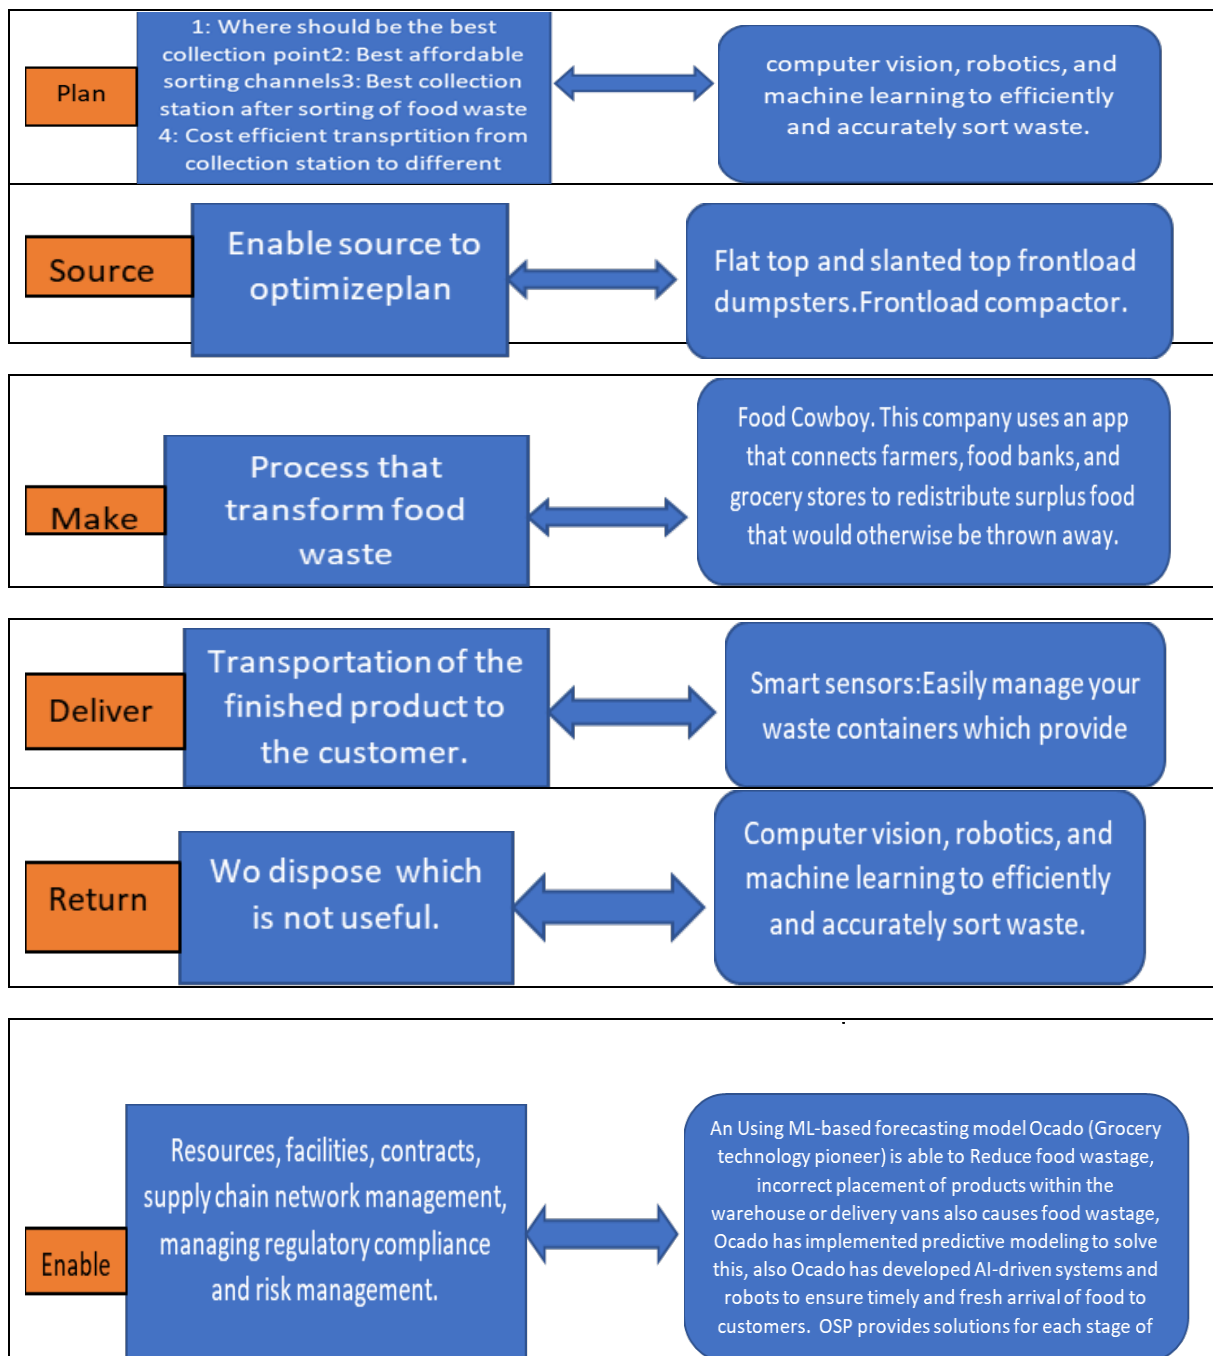 Plan
1: Where should be the best
collection point2: Best affordable
sorting channels3: Best collection
station after sorting of food waste
4: Cost efficient transprtition from
collection station to different
computer vision, robotics, and
machine learning to efficiently
and accurately sort waste.
Source
Enable source to
optimizeplan
Flat top and slanted top frontload
dumpsters.Frontload compactor.
Make
Process that
transform food
waste
Food Cowboy. This company uses an app
that connects farmers, food banks, and
grocery stores to redistribute surplus food
that would otherwise be thrown away.
Deliver
Transportation of the
finished product to
the customer.
Smart sensors:Easily manage your
waste containers which provide
Return
Wo dispose which
is not useful.
Computer vision, robotics, and
machine learning to efficiently
and accurately sort waste.
Enable
Resources, facilities, contracts,
supply chain network management,
managing regulatory compliance
and risk management.
An Using ML-based forecasting model Ocado (Grocery
technology pioneer) is able to Reduce food wastage,
incorrect placement of products within the
warehouse or delivery vans also causes food wastage,
Ocado has implemented predictive modeling to solve
this, also Ocado has developed AI-driven systems and
robots to ensure timely and fresh arrival of food to
customers. OSP provides solutions for each stage of